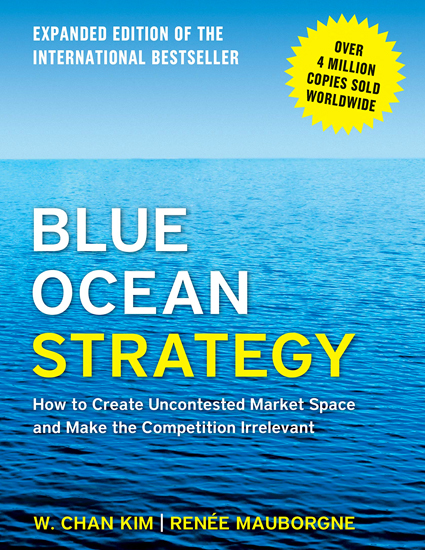 EXPANDED EDITION OF THE
INTERNATIONAL BESTSELLER
OVER
4 MILLION
COPIES SOLD
WORLDWIDE
BLUE
OCEAN
STRATEGY
How to Create Uncontested Market Space
and Make the Competition Irrelevant
W. CHAN KIM | RENÉE MAUBORGNE